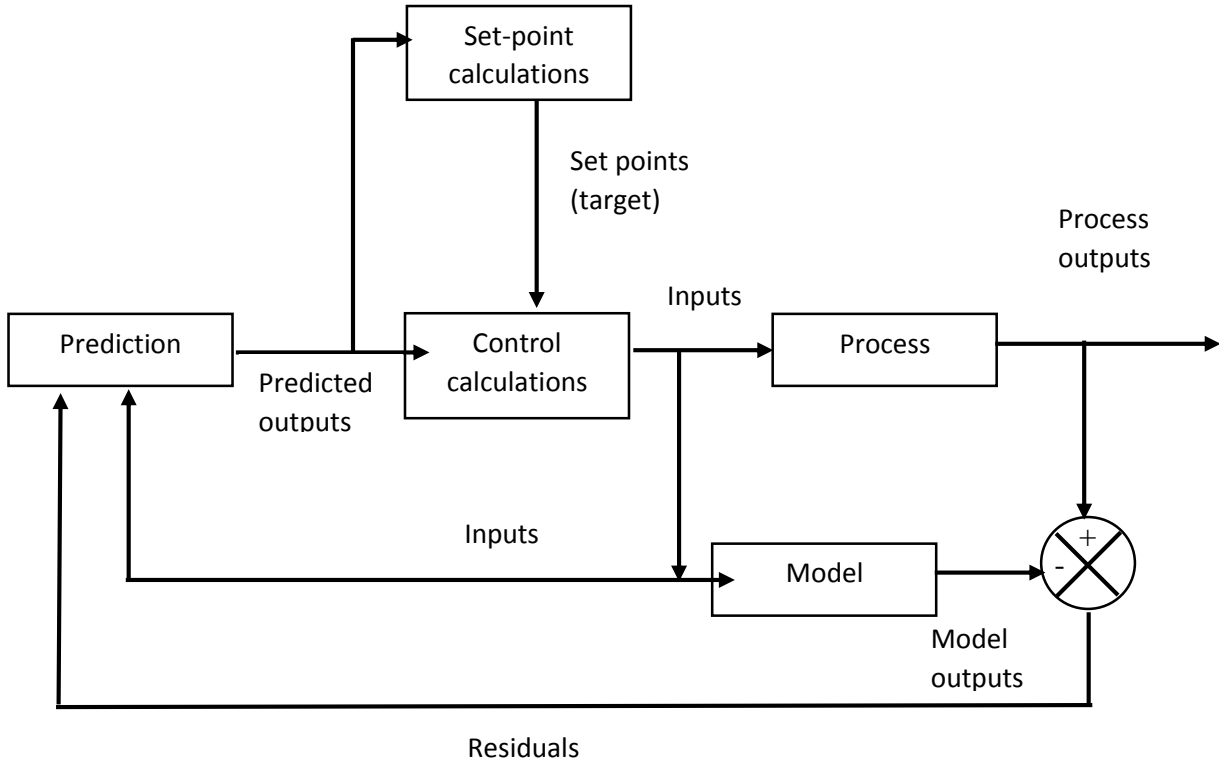 Set-point
calculations
Set points
(target)
Process
outputs
Inputs
Prediction
Control
calculations
Process
Predicted
outputs
Inputs
+
-
Model
Model
outputs
Residuals